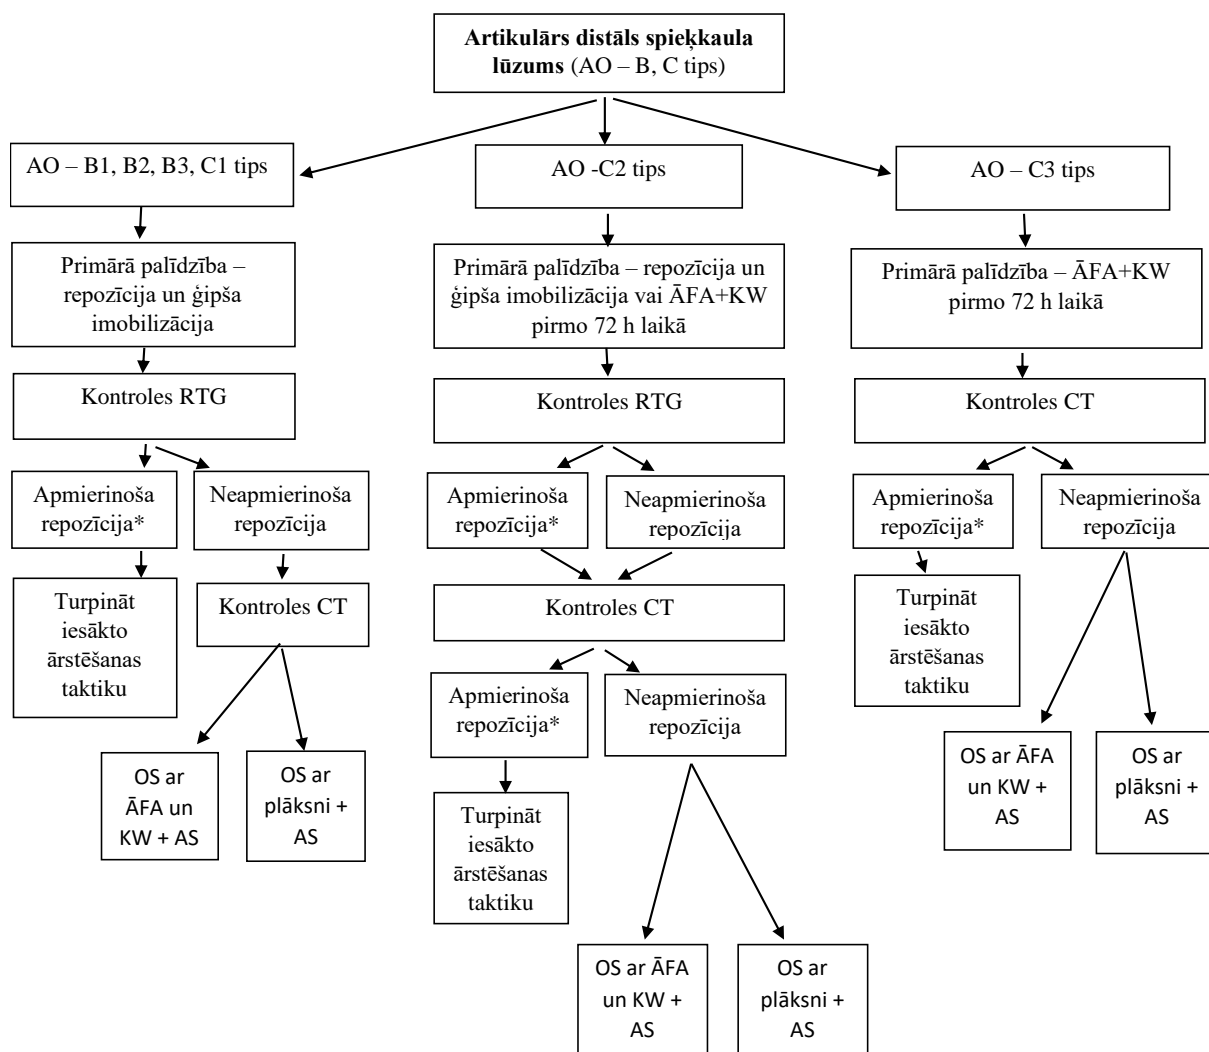 Artikulārs distāls spieķkaula
lūzums (AO – B, C tips)
AO – B1, B2, B3, C1 tips
AO -C2 tips
AO – C3 tips
Primārā palīdzība –
repozīcija un ģipša
imobilizācija
Primārā palīdzība – repozīcija un
ģipša imobilizācija vai ĀFA+KW
pirmo 72 h laikā
Primārā palīdzība – ĀFA+KW
pirmo 72 h laikā
Kontroles RTG
Kontroles RTG
Kontroles CT
Apmierinoša
repozīcija*
Neapmierinoša
repozīcija
Apmierinoša
repozīcija*
Neapmierinoša
repozīcija
Apmierinoša
repozīcija*
Neapmierinoša
repozīcija
Turpināt
iesākto
ārstēšanas
taktiku
Kontroles CT
Kontroles CT
Turpināt
iesākto
ārstēšanas
taktiku
Apmierinoša
repozīcija*
Neapmierinoša
repozīcija
OS ar
ĀFA un
KW + AS
OS ar
plāksni +
AS
OS ar ĀFA
un KW +
AS
OS ar
plāksni +
AS
Turpināt
iesākto
ārstēšanas
taktiku
OS ar ĀFA
un KW +
AS
OS ar
plāksni +
AS